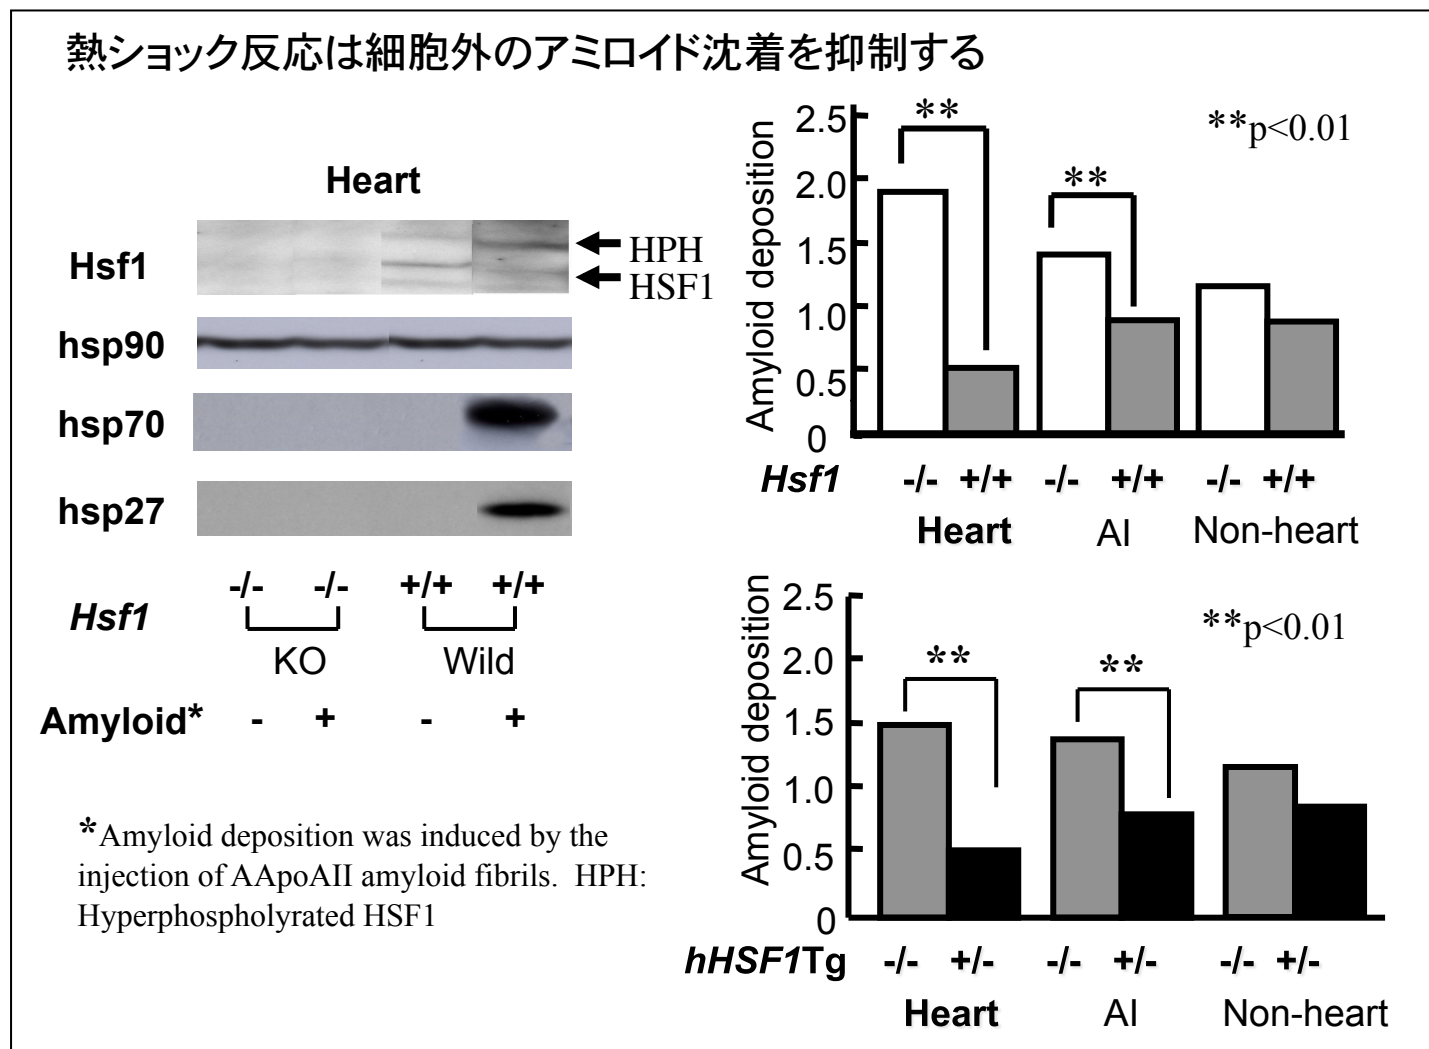 熱ショック反応は細胞外のアミロイド沈着を抑制する
Heart
Hsf1
HPH
HSF1
hsp90
hsp70
hsp27
Hsf1
-/- -/- +/+ +/+
KO Wild
Amyloid* - + - +
*Amyloid deposition was induced by the
injection of AApoAII amyloid fibrils. HPH:
Hyperphospholyrated HSF1
Amyloid deposition
2.5
2.0
1.5
1.0
0.5
0
**
**
**p<0.01
Hsf1 -/- +/+ -/- +/+ -/- +/+
Heart AI Non-heart
Amyloid deposition
2.5
2.0
1.5
1.0
0.5
0
**
**
**p<0.01
hHSF1Tg -/- +/- -/- +/- -/- +/-
Heart AI Non-heart